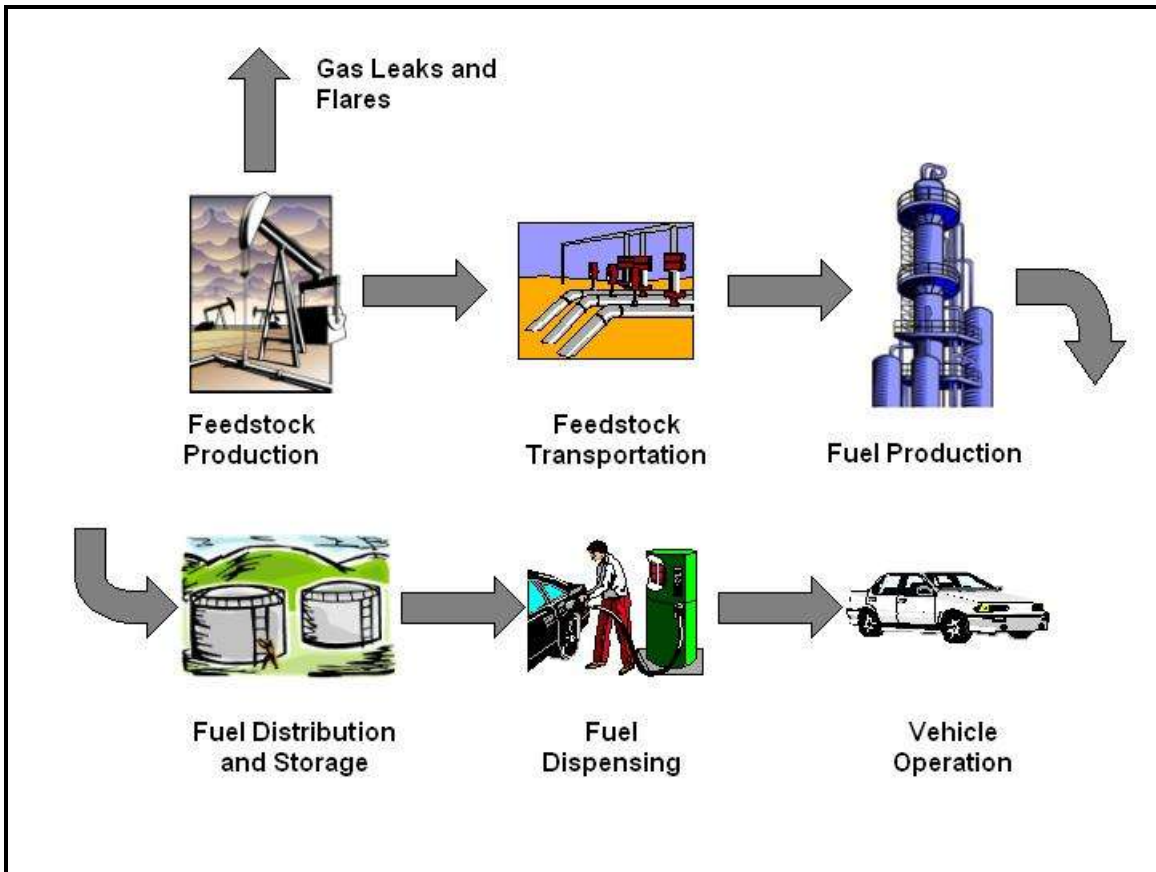 Gas Leaks and
Flares
Feedstock
Production
Feedstock
Transportation
Fuel Production
Fuel Distribution
and Storage
Fuel
Dispensing
Vehicle
Operation